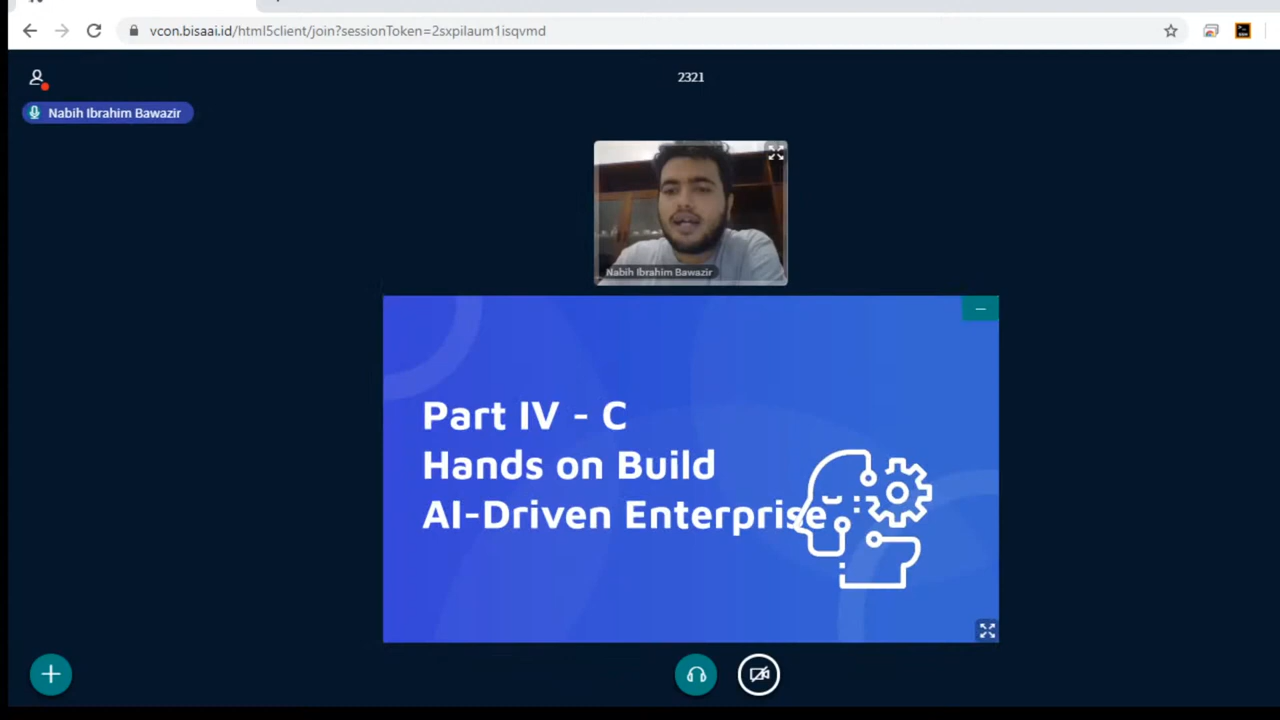 vcon.bisaai.id/html5client/join?sessionToken=2sxpilaum1isqvmd
2321
Nabih Ibrahim Bawazir
Nabih Ibrahim Bawazir
Part IV - C
Hands on Build
AI-Driven Enterprise